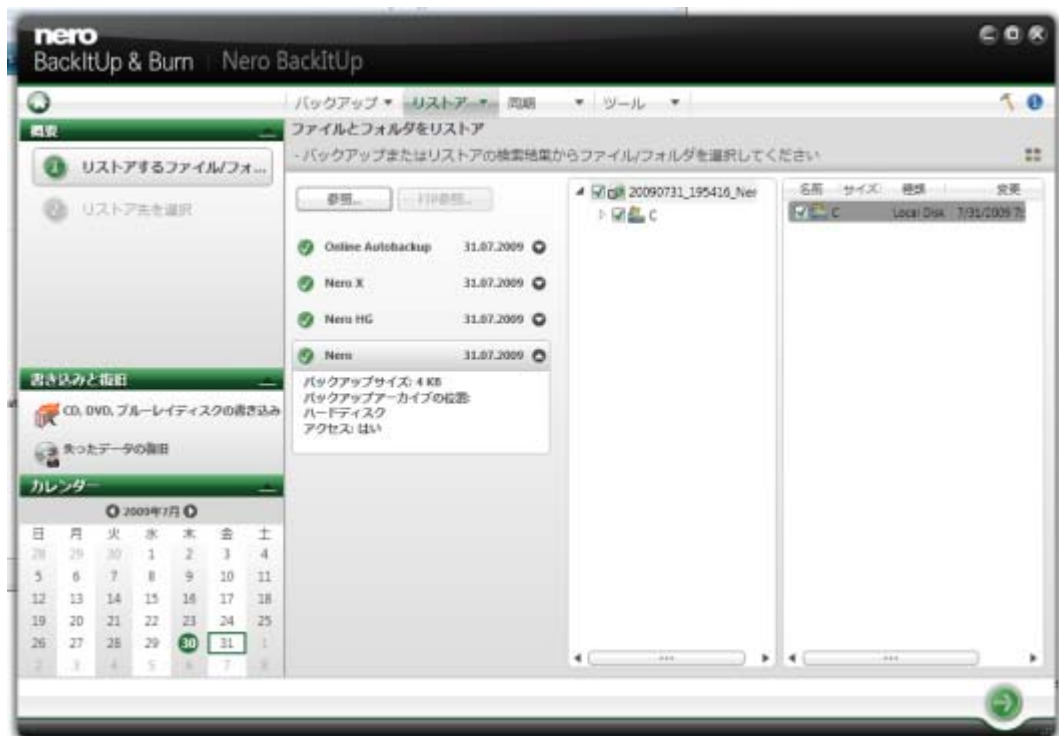 nero
BackItUp & Burn | Nero BackItUp
バックアップ リストア 同期 ツール
概要
リストアするファイル/フォ...
リストア先を選択
ファイルとフォルダをリストア
- バックアップまたはリストアの検索結果からファイル/フォルダを選択してください
参照... FTP参照...
Online Autobackup 31.07.2009
Nero X 31.07.2009
Nero HG 31.07.2009
Nero 31.07.2009
バックアップサイズ: 4 KB
バックアップアーカイブの位置:
ハードディスク
アクセス: はい
20090731_195416_Ner
C
名前 サイズ 種類 変更
C Local Disk 7/31/2009 7:
書き込みと復旧
CD, DVD, ブルーレイディスクの書き込み
失ったデータの復旧
カレンダー
2009年7月
日 月 火 水 木 金 土
28 29 30 1 2 3 4
5 6 7 8 9 10 11
12 13 14 15 16 17 18
19 20 21 22 23 24 25
26 27 28 29 30 31 1
2 3 4 5 6 7 8